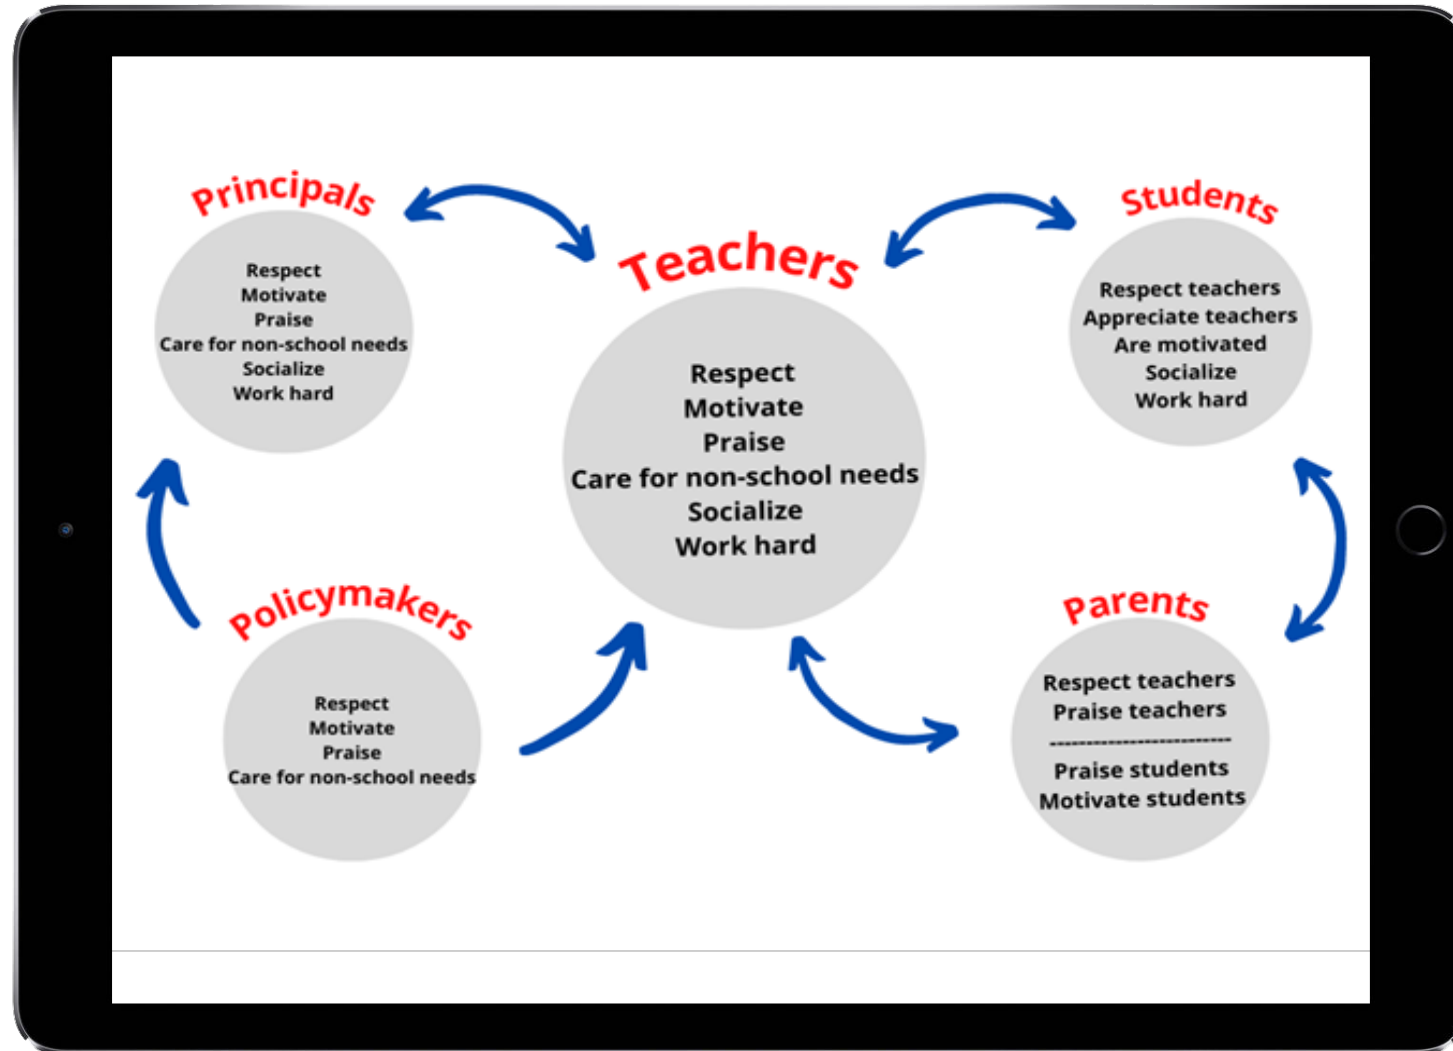 Principals
Respect
Motivate
Praise
Care for non-school needs
Socialize
Work hard
Teachers
Respect
Motivate
Praise
Care for non-school needs
Socialize
Work hard
Students
Respect teachers
Appreciate teachers
Are motivated
Socialize
Work hard
Policymakers
Respect
Motivate
Praise
Care for non-school needs
Parents
Respect teachers
Praise teachers
-------------------------
Praise students
Motivate students